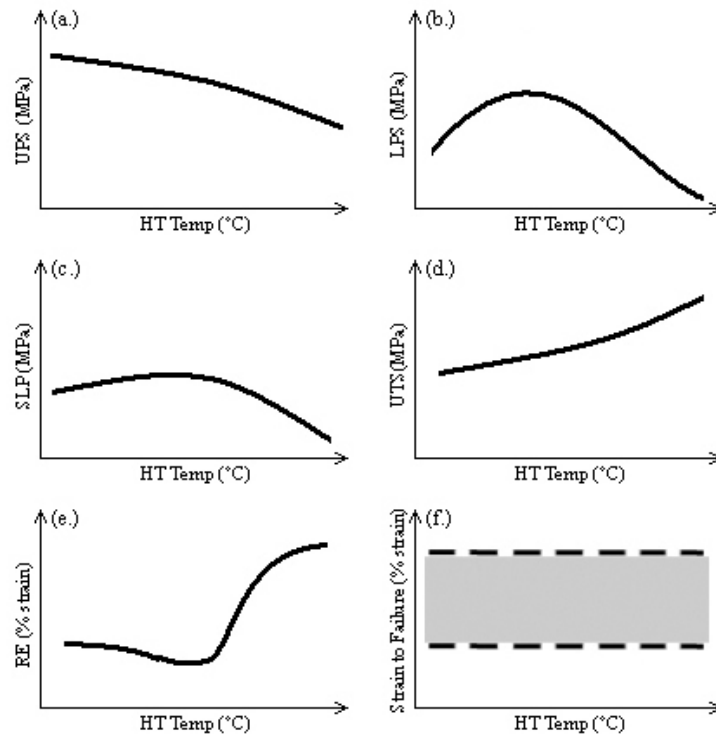 (a.)
UPS (MPa)
HT Temp (°C)
(b.)
LPS (MPa)
HT Temp (°C)
(c.)
SLP (MPa)
HT Temp (°C)
(d.)
UTS(MPa)
HT Temp (°C)
(e.)
RE (% strain)
HT Temp (°C)
(f.)
Strain to Failure (% strain)
HT Temp (°C)